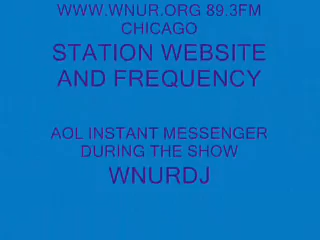 WWW.WNUR.ORG 89.3FM
CHICAGO
STATION WEBSITE
AND FREQUENCY
AOL INSTANT MESSENGER
DURING THE SHOW
WNURDJ